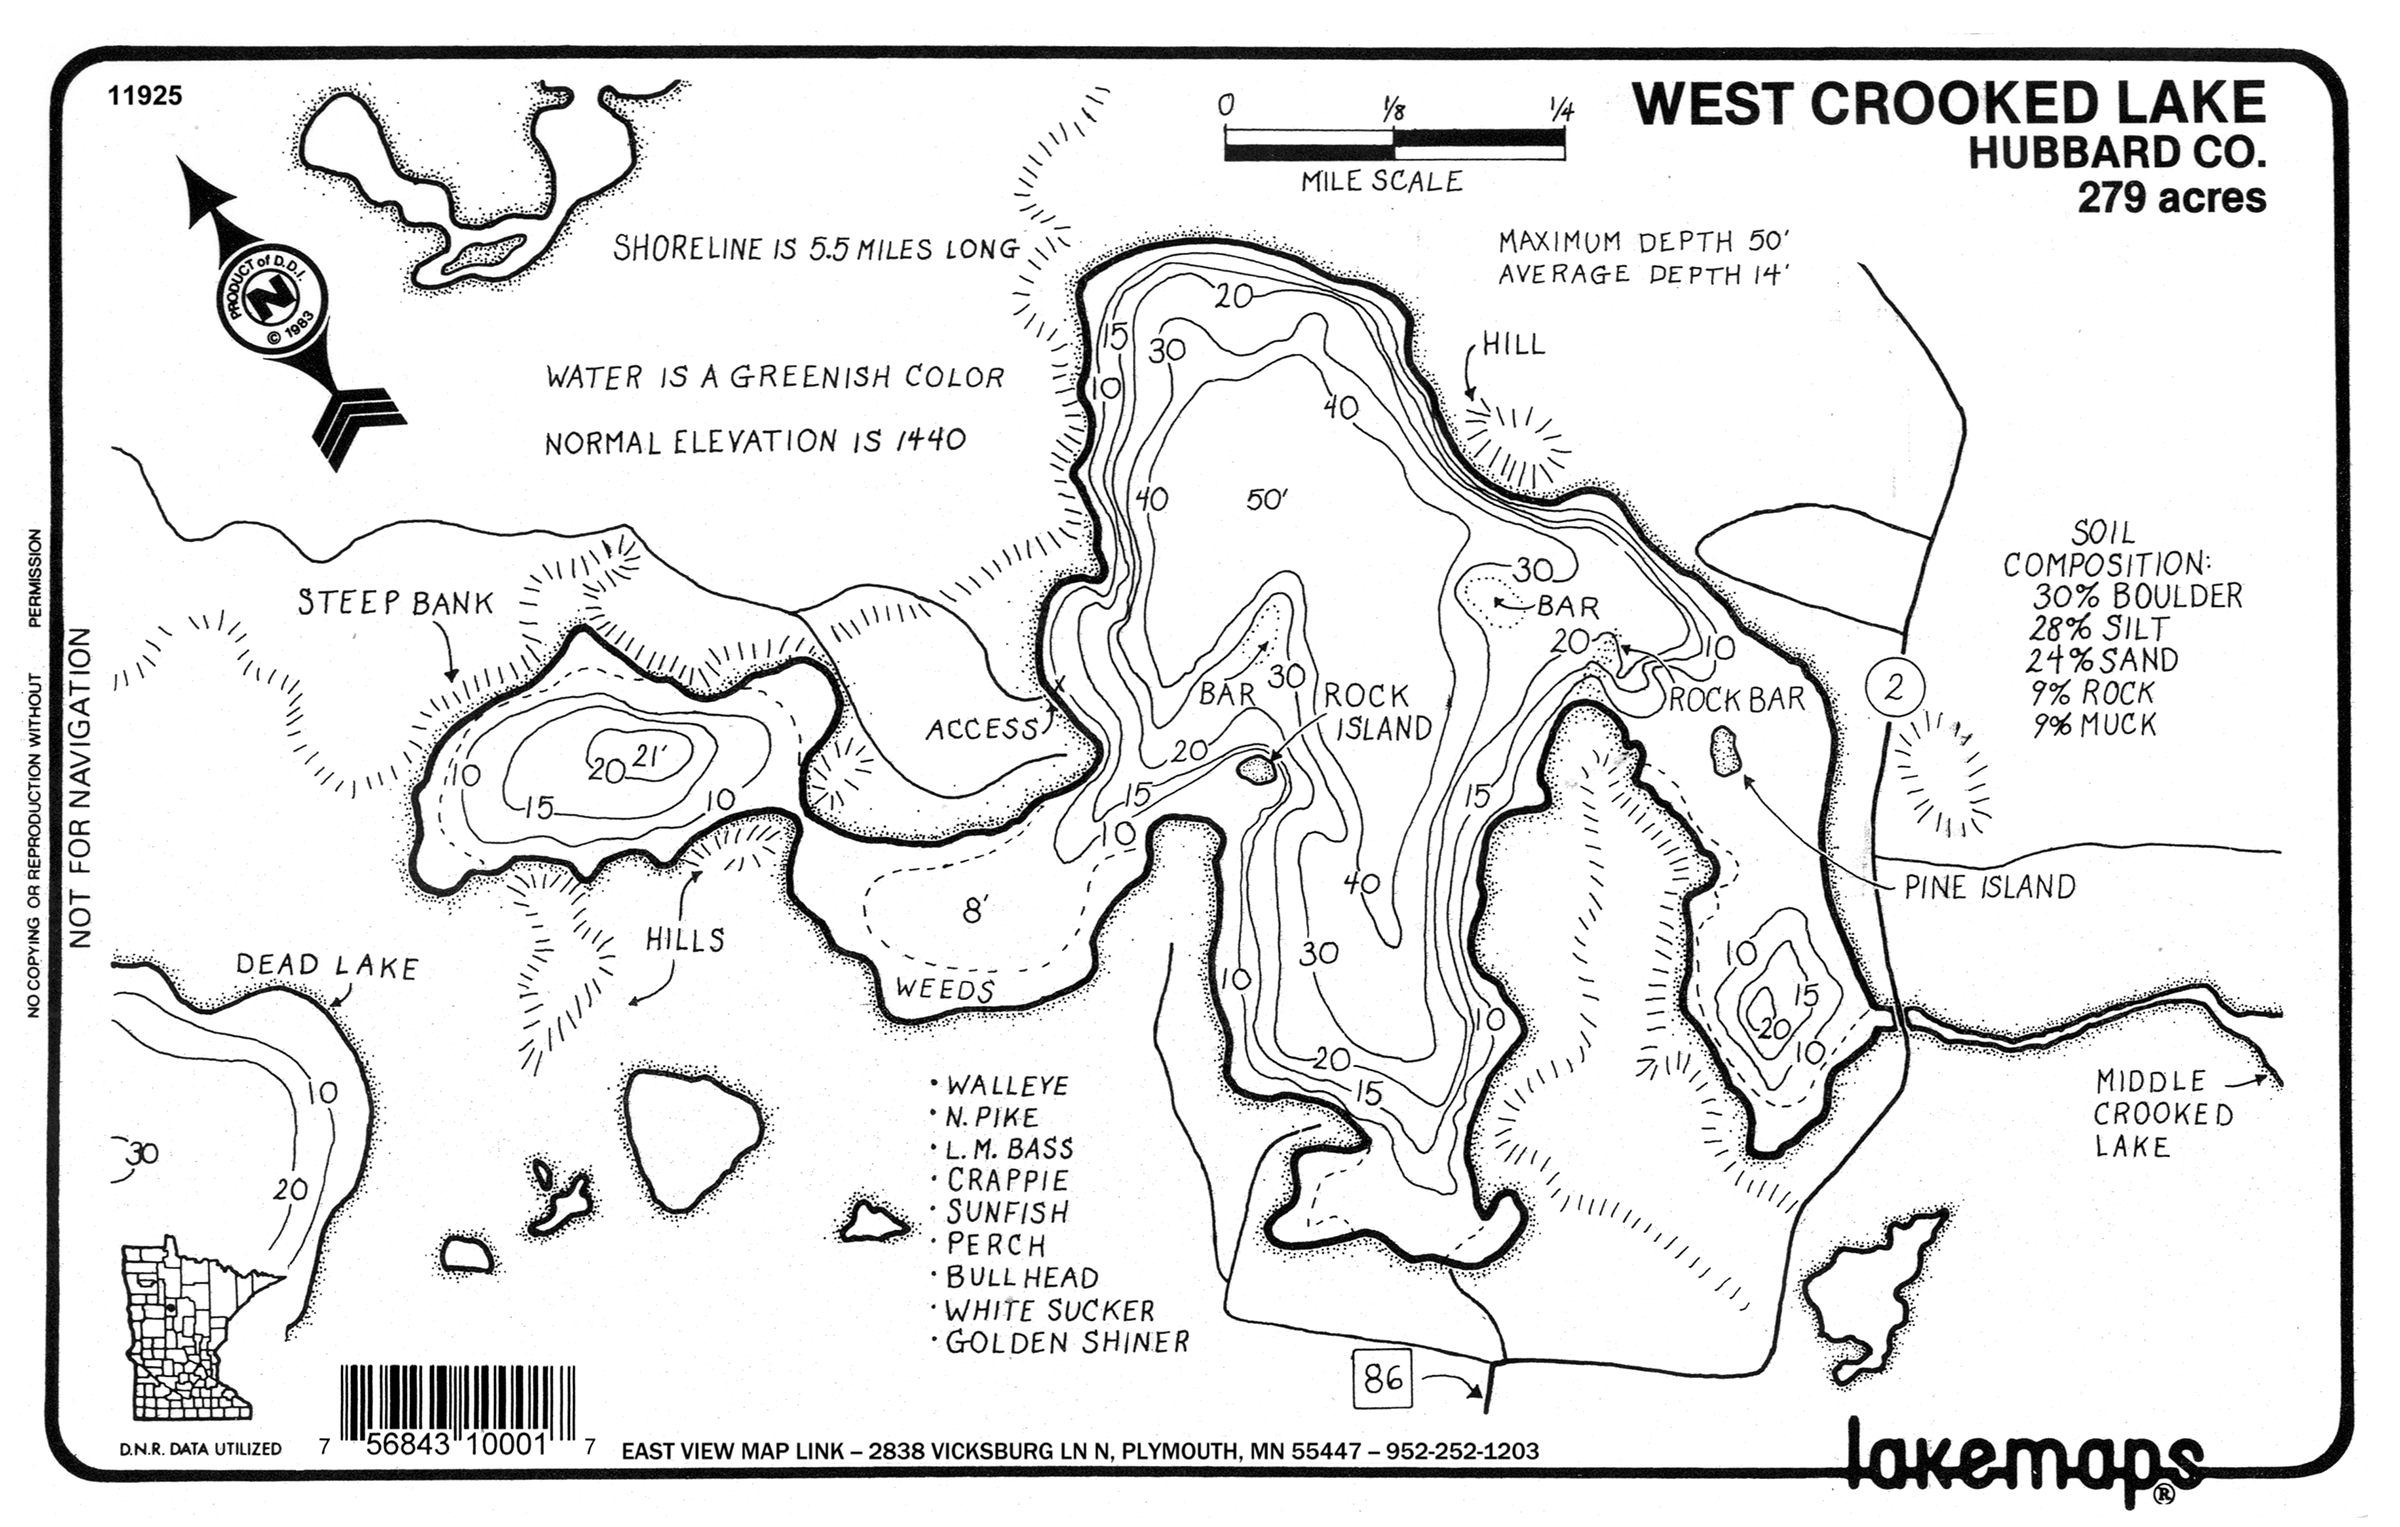 11925
WEST CROOKED LAKE
HUBBARD CO.
279 acres
0 1/8 1/4
MILE SCALE
PRODUCT of D.D.I.
N
© 1983
SHORELINE IS 5.5 MILES LONG
MAXIMUM DEPTH 50'
AVERAGE DEPTH 14'
WATER IS A GREENISH COLOR
NORMAL ELEVATION IS 1440
HILL
20
15
30
10
40
40
50'
SOIL
COMPOSITION:
30% BOULDER
28% SILT
24% SAND
9% ROCK
9% MUCK
STEEP BANK
30
BAR
20
10
ROCK BAR
2
X
ACCESS
BAR
30
ROCK
ISLAND
20
15
10
15
10
20
21'
15
10
PINE ISLAND
8'
WEEDS
HILLS
40
30
10
10
20
15
10
15
20
10
DEAD LAKE
10
30
20
MIDDLE
CROOKED
LAKE
• WALLEYE
• N. PIKE
• L.M. BASS
• CRAPPIE
• SUNFISH
• PERCH
• BULLHEAD
• WHITE SUCKER
• GOLDEN SHINER
86
NO COPYING OR REPRODUCTION WITHOUT PERMISSION
NOT FOR NAVIGATION
D.N.R. DATA UTILIZED
7 56843 10001 7
EAST VIEW MAP LINK – 2838 VICKSBURG LN N, PLYMOUTH, MN 55447 – 952-252-1203
lakemaps®